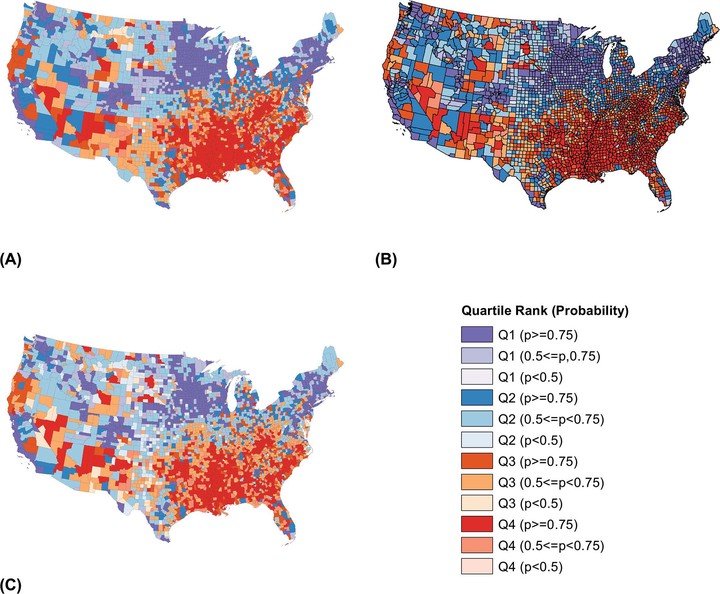 (A)
(B)
Quartile Rank (Probability)
Q1 (p>=0.75)
Q1 (0.5<=p,0.75)
Q1 (p<0.5)
Q2 (p>=0.75)
Q2 (0.5<=p<0.75)
Q2 (p<0.5)
Q3 (p>=0.75)
Q3 (0.5<=p<0.75)
Q3 (p<0.5)
Q4 (p>=0.75)
Q4 (0.5<=p<0.75)
Q4 (p<0.5)
(C)